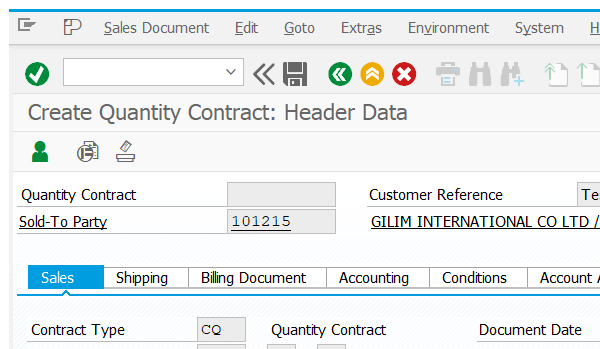 Sales Document Edit Goto Extras Environment System
Create Quantity Contract: Header Data
Quantity Contract Customer Reference
Sold-To Party 101215 GILIM INTERNATIONAL CO LTD /
Sales Shipping Billing Document Accounting Conditions Account
Contract Type CQ Quantity Contract Document Date